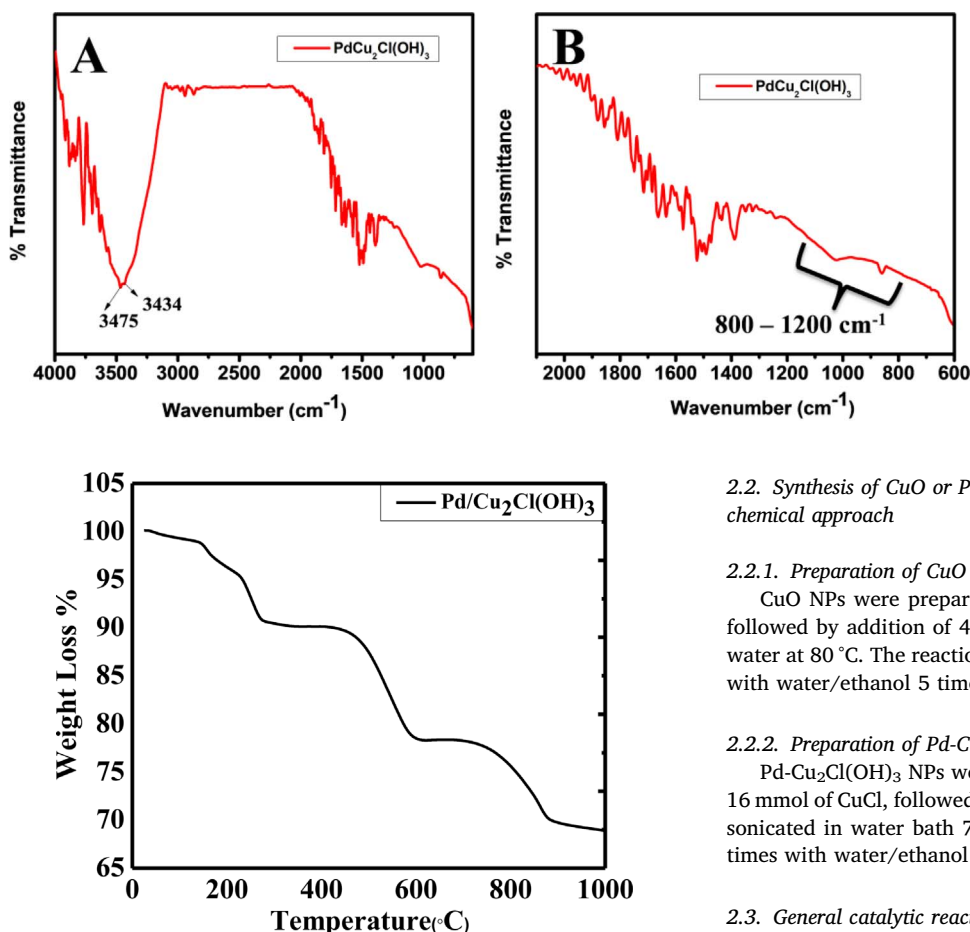 A
PdCu₂Cl(OH)₃
% Transmittance
3434
3475
4000 3500 3000 2500 2000 1500 1000
Wavenumber (cm⁻¹)
B
PdCu₂Cl(OH)₃
% Transmittance
800 – 1200 cm⁻¹
2000 1800 1600 1400 1200 1000 800 600
Wavenumber (cm⁻¹)
105
Pd/Cu₂Cl(OH)₃
100
95
90
85
80
75
70
65
Weight Loss %
0 200 400 600 800 1000
Temperature(◦C)
2.2. Synthesis of CuO or P
chemical approach
2.2.1. Preparation of CuO
CuO NPs were prepar
followed by addition of 4
water at 80 °C. The reaction
with water/ethanol 5 time
2.2.2. Preparation of Pd-C
Pd-Cu₂Cl(OH)₃ NPs we
16 mmol of CuCl, followed
sonicated in water bath 7
times with water/ethanol
2.3. General catalytic reac